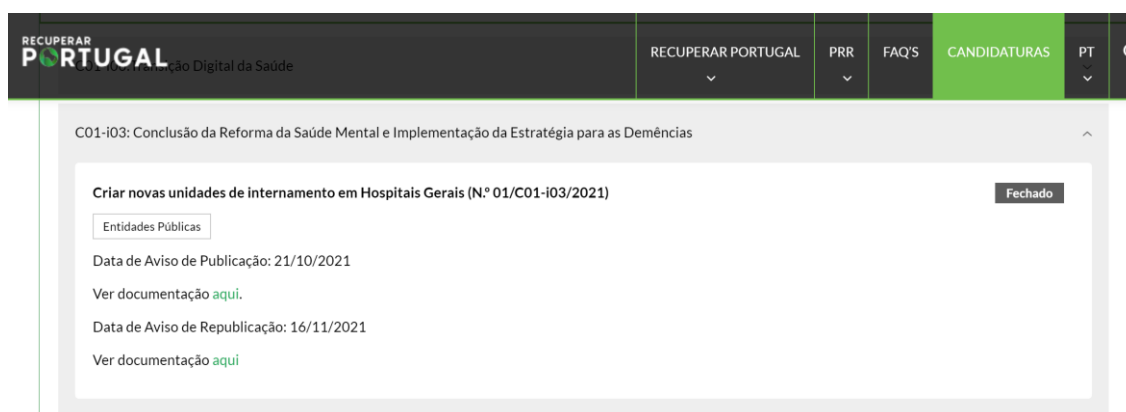 RECUPERAR
PORTUGAL
RECUPERAR PORTUGAL
PRR
FAQ'S
CANDIDATURAS
PT
Transição Digital da Saúde
C01-i03: Conclusão da Reforma da Saúde Mental e Implementação da Estratégia para as Demências
Criar novas unidades de internamento em Hospitais Gerais (N.º 01/C01-i03/2021)
Fechado
Entidades Públicas
Data de Aviso de Publicação: 21/10/2021
Ver documentação aqui.
Data de Aviso de Republicação: 16/11/2021
Ver documentação aqui